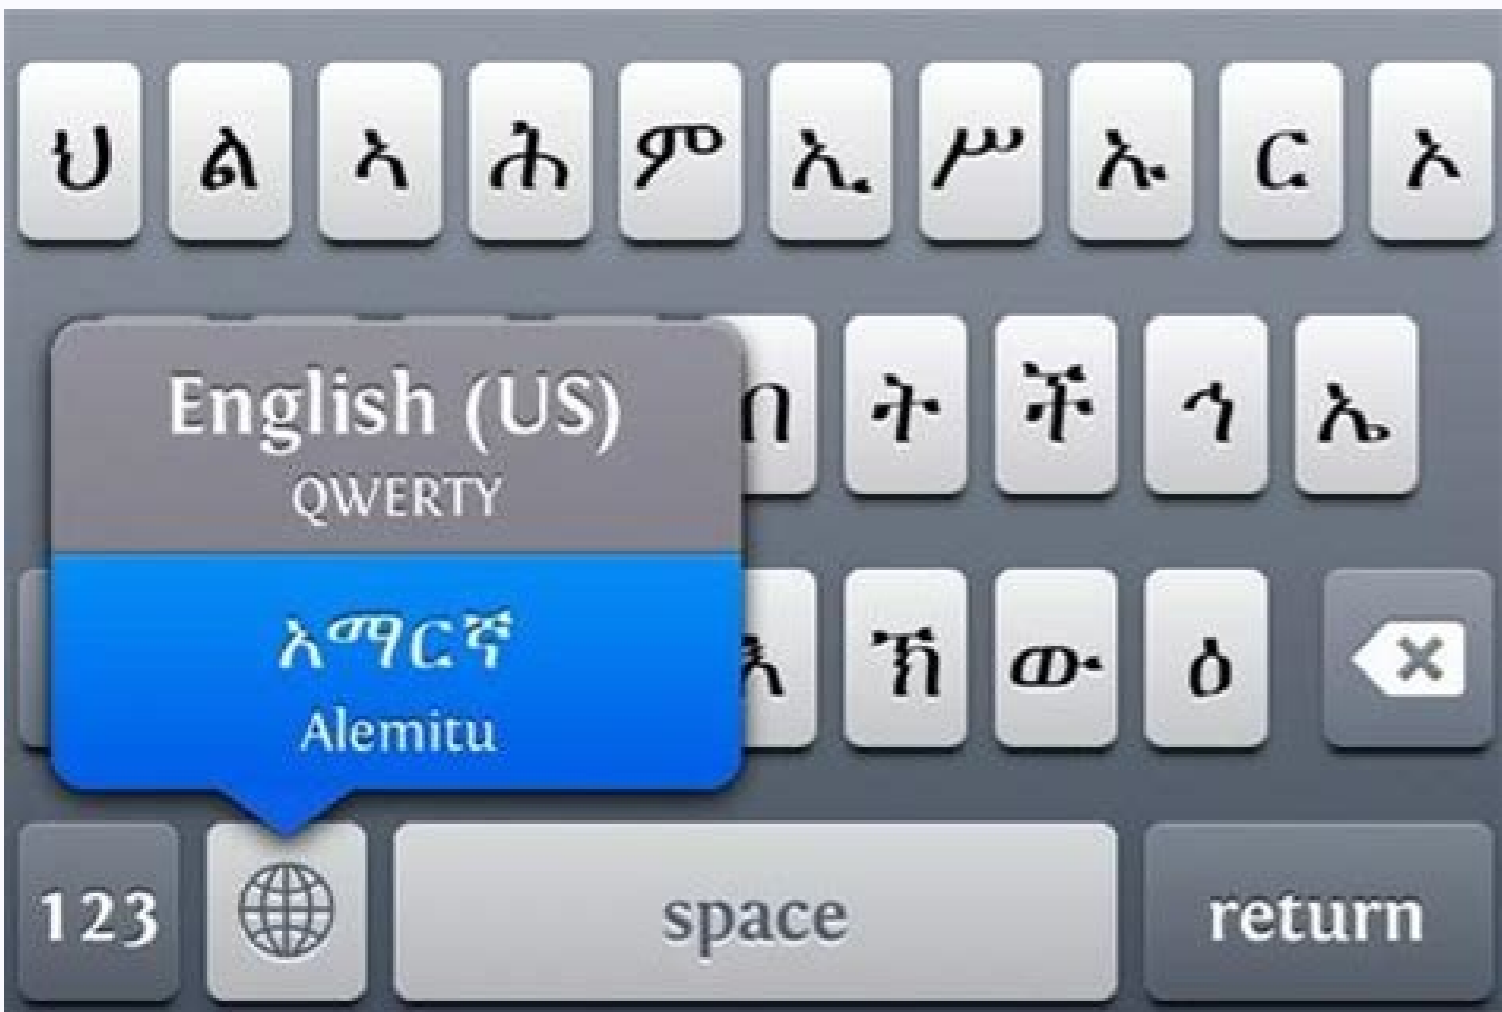 ህ ል ኣ ሕ ም ኢ ሥ ኡ ር ኦ
English (US)
QWERTY
ት ች ኅ ኤ
አማርኛ
Alemitu
ኽ ው ዕ
123 space return